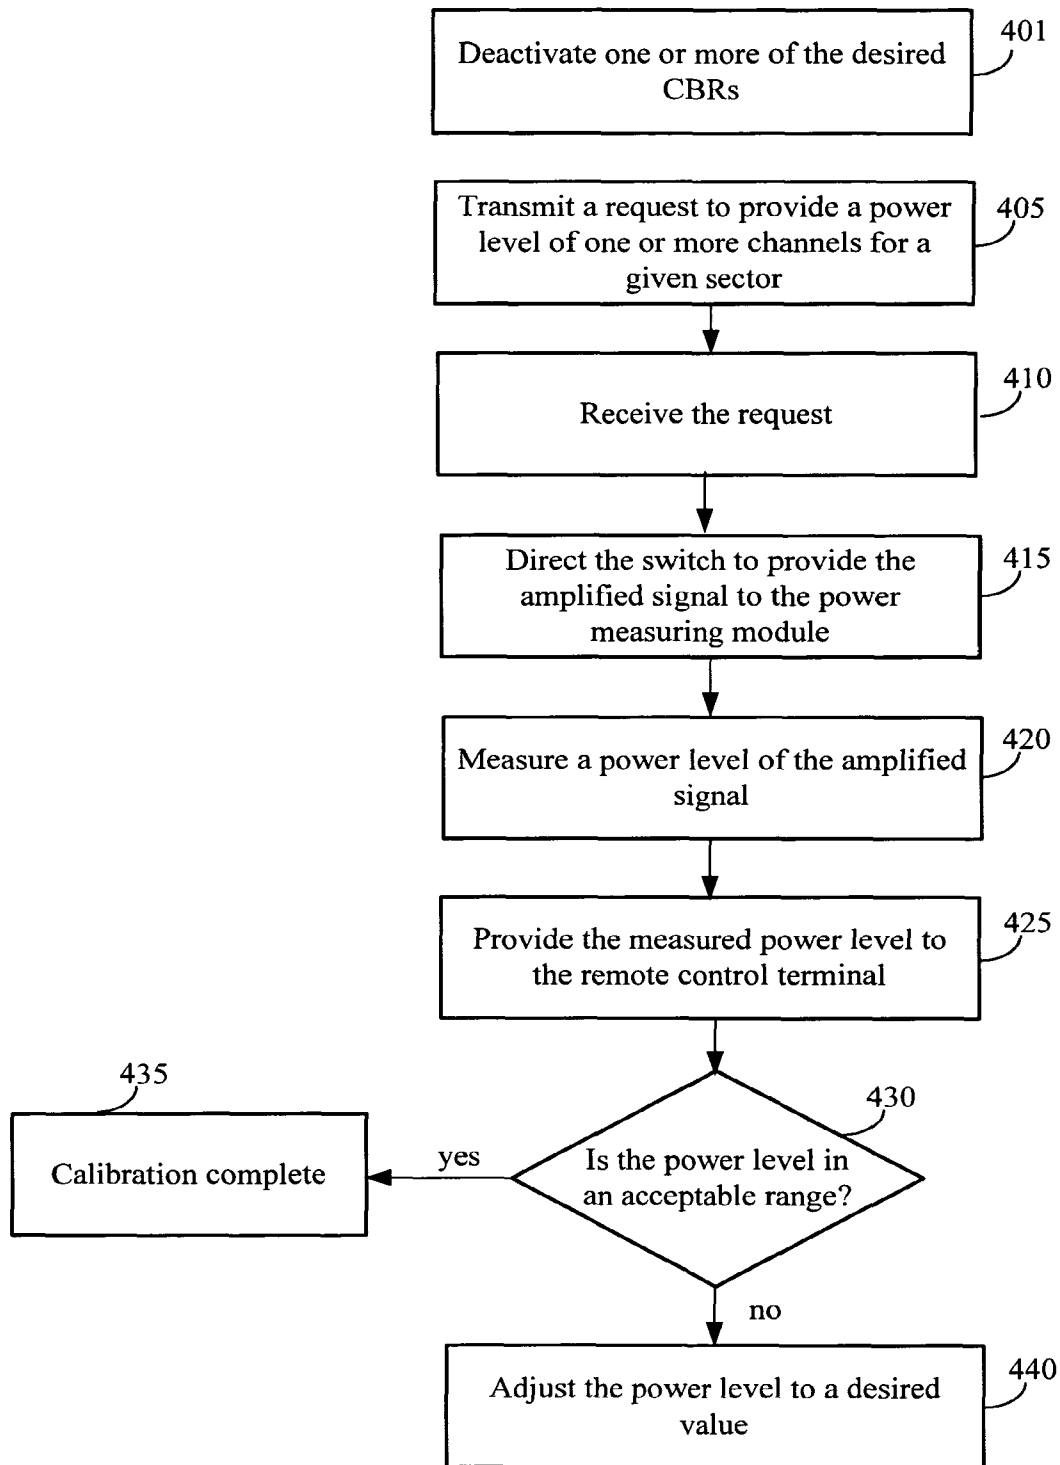 401
Deactivate one or more of the desired
CBRs
405
Transmit a request to provide a power
level of one or more channels for a
given sector
410
Receive the request
415
Direct the switch to provide the
amplified signal to the power
measuring module
420
Measure a power level of the amplified
signal
425
Provide the measured power level to
the remote control terminal
435
430
Calibration complete
yes
Is the power level in
an acceptable range?
no
440
Adjust the power level to a desired
value